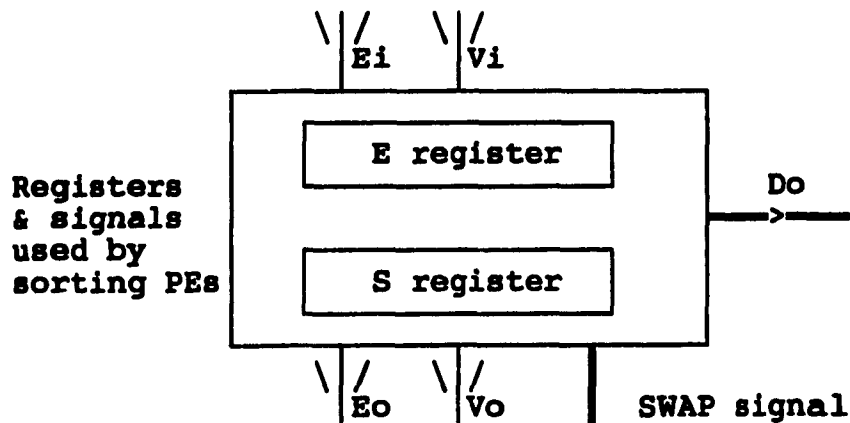 Ei Vi
E register
Registers
& signals
used by
sorting PEs
Do
S register
Eo Vo SWAP signal